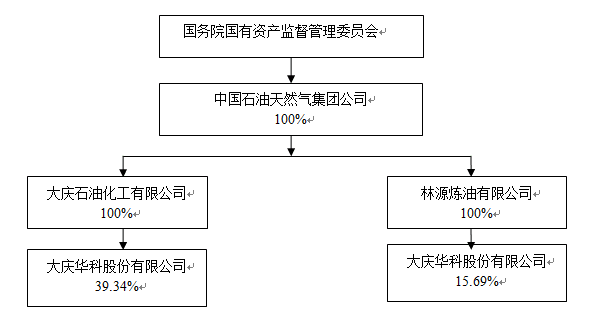 国务院国有资产监督管理委员会
中国石油天然气集团公司
100%
大庆石油化工有限公司
100%
林源炼油有限公司
100%
大庆华科股份有限公司
39.34%
大庆华科股份有限公司
15.69%